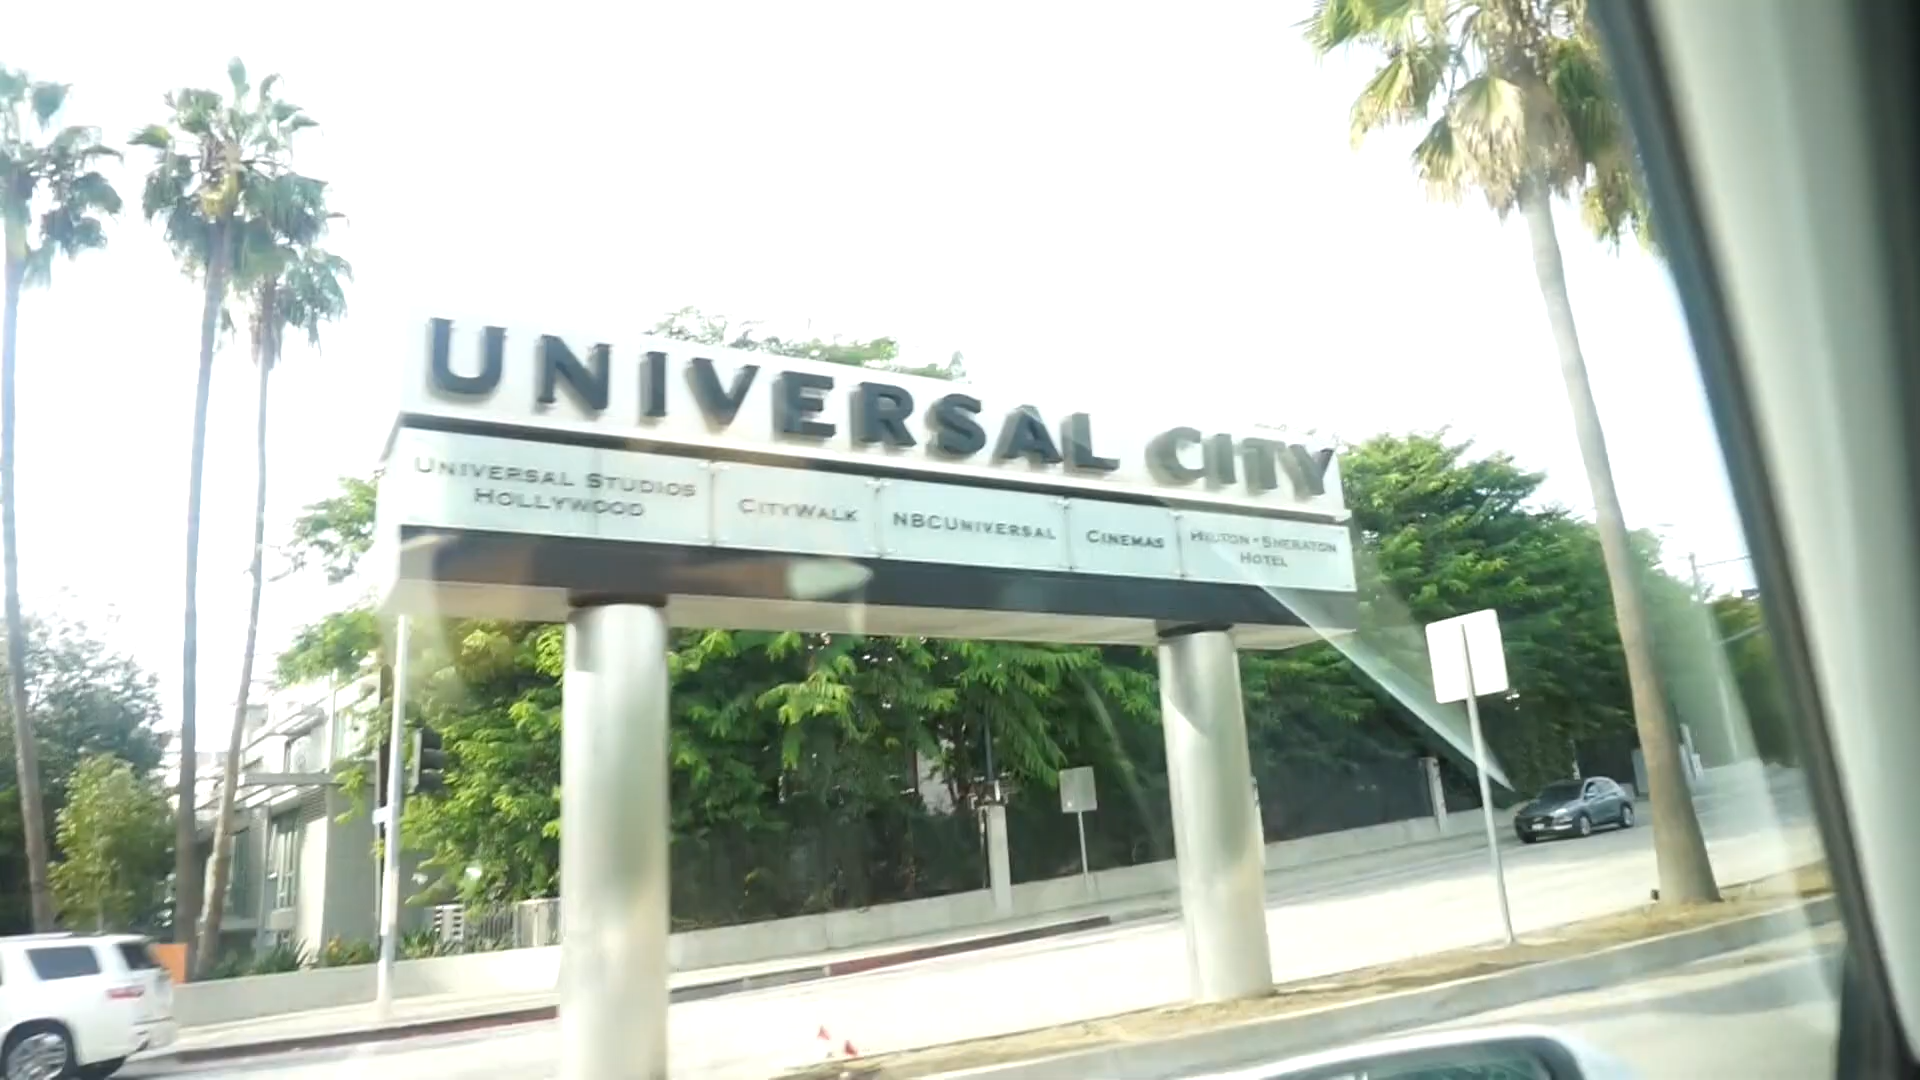 UNIVERSAL CITY
UNIVERSAL STUDIOS
HOLLYWOOD
CITYWALK
NBCUNIVERSAL
CINEMAS
HILTON • SHERATON
HOTEL